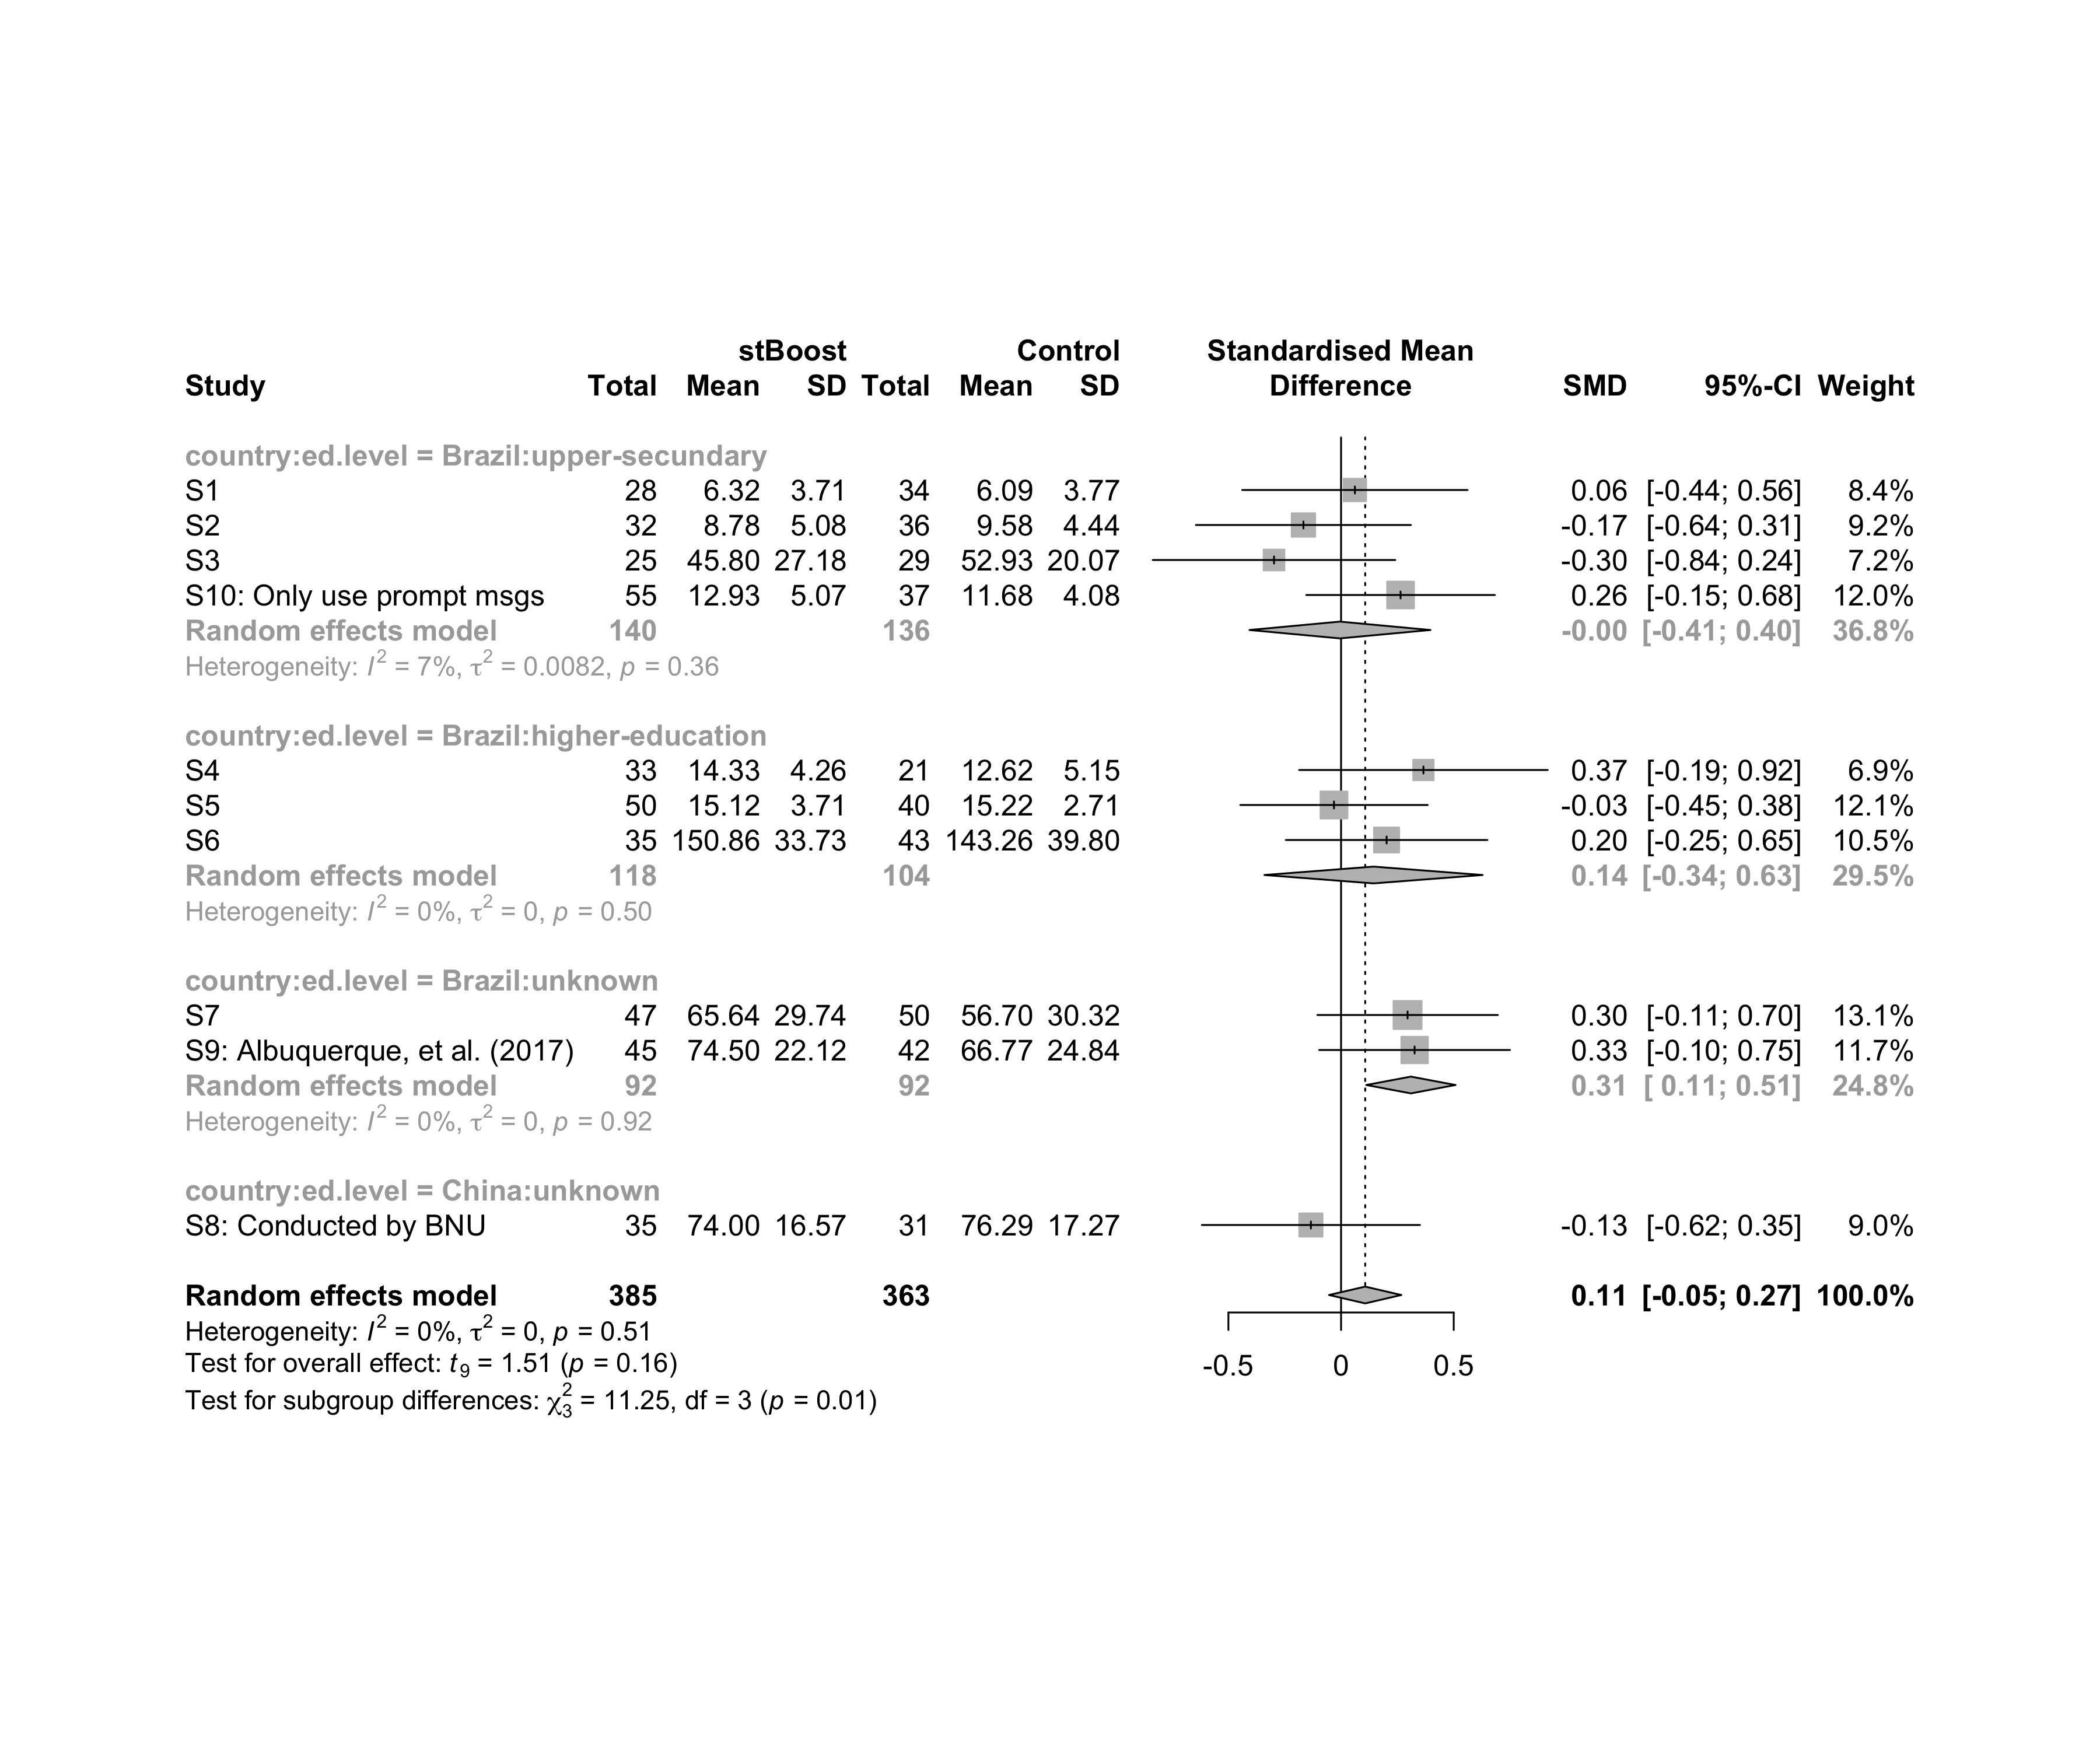 stBoost Control Standardised Mean
Study Total Mean SD Total Mean SD Difference SMD 95%-CI Weight
country:ed.level = Brazil:upper-secundary
S1 28 6.32 3.71 34 6.09 3.77 0.06 [-0.44; 0.56] 8.4%
S2 32 8.78 5.08 36 9.58 4.44 -0.17 [-0.64; 0.31] 9.2%
S3 25 45.80 27.18 29 52.93 20.07 -0.30 [-0.84; 0.24] 7.2%
S10: Only use prompt msgs 55 12.93 5.07 37 11.68 4.08 0.26 [-0.15; 0.68] 12.0%
Random effects model 140 136 -0.00 [-0.41; 0.40] 36.8%
Heterogeneity: I² = 7%, τ² = 0.0082, p = 0.36
country:ed.level = Brazil:higher-education
S4 33 14.33 4.26 21 12.62 5.15 0.37 [-0.19; 0.92] 6.9%
S5 50 15.12 3.71 40 15.22 2.71 -0.03 [-0.45; 0.38] 12.1%
S6 35 150.86 33.73 43 143.26 39.80 0.20 [-0.25; 0.65] 10.5%
Random effects model 118 104 0.14 [-0.34; 0.63] 29.5%
Heterogeneity: I² = 0%, τ² = 0, p = 0.50
country:ed.level = Brazil:unknown
S7 47 65.64 29.74 50 56.70 30.32 0.30 [-0.11; 0.70] 13.1%
S9: Albuquerque, et al. (2017) 45 74.50 22.12 42 66.77 24.84 0.33 [-0.10; 0.75] 11.7%
Random effects model 92 92 0.31 [ 0.11; 0.51] 24.8%
Heterogeneity: I² = 0%, τ² = 0, p = 0.92
country:ed.level = China:unknown
S8: Conducted by BNU 35 74.00 16.57 31 76.29 17.27 -0.13 [-0.62; 0.35] 9.0%
Random effects model 385 363 0.11 [-0.05; 0.27] 100.0%
Heterogeneity: I² = 0%, τ² = 0, p = 0.51
Test for overall effect: t₉ = 1.51 (p = 0.16)
-0.5 0 0.5
Test for subgroup differences: χ²₃ = 11.25, df = 3 (p = 0.01)